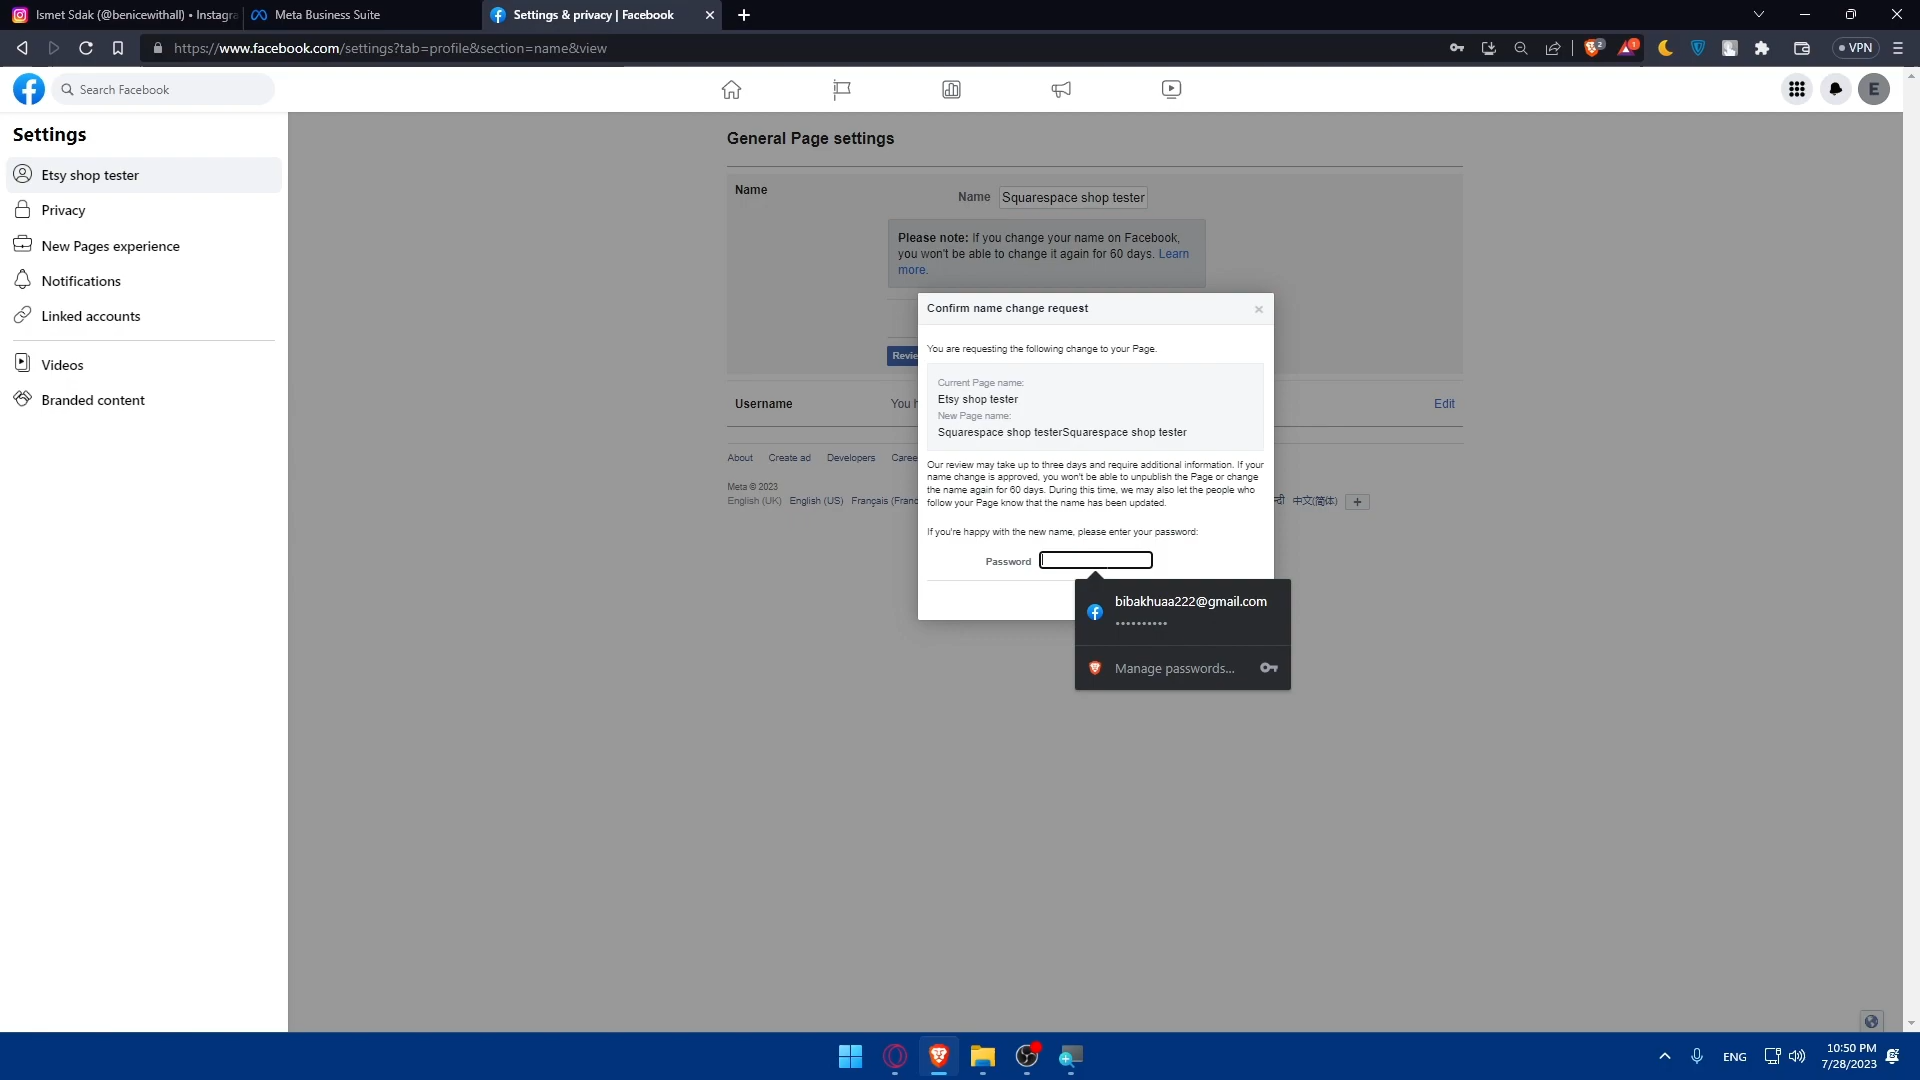 Ismet Sdak (@benicewithall) • Instagra
Meta Business Suite
Settings & privacy | Facebook
https://www.facebook.com/settings?tab=profile&section=name&view
2
1
VPN
Search Facebook
E
Settings
Etsy shop tester
Privacy
New Pages experience
Notifications
Linked accounts
Videos
Branded content
General Page settings
Name
Name
Squarespace shop tester
Please note: If you change your name on Facebook,
you won't be able to change it again for 60 days. Learn
more.
Revie
Username
You h
Edit
About Create ad Developers Caree
Meta © 2023
English (UK) English (US) Français (Franc
中文(简体)
+
Confirm name change request
You are requesting the following change to your Page.
Current Page name:
Etsy shop tester
New Page name:
Squarespace shop testerSquarespace shop tester
Our review may take up to three days and require additional information. If your
name change is approved, you won't be able to unpublish the Page or change
the name again for 60 days. During this time, we may also let the people who
follow your Page know that the name has been updated.
If you're happy with the new name, please enter your password:
Password
bibakhuaa222@gmail.com
••••••••••
Manage passwords...
ENG
10:50 PM
7/28/2023